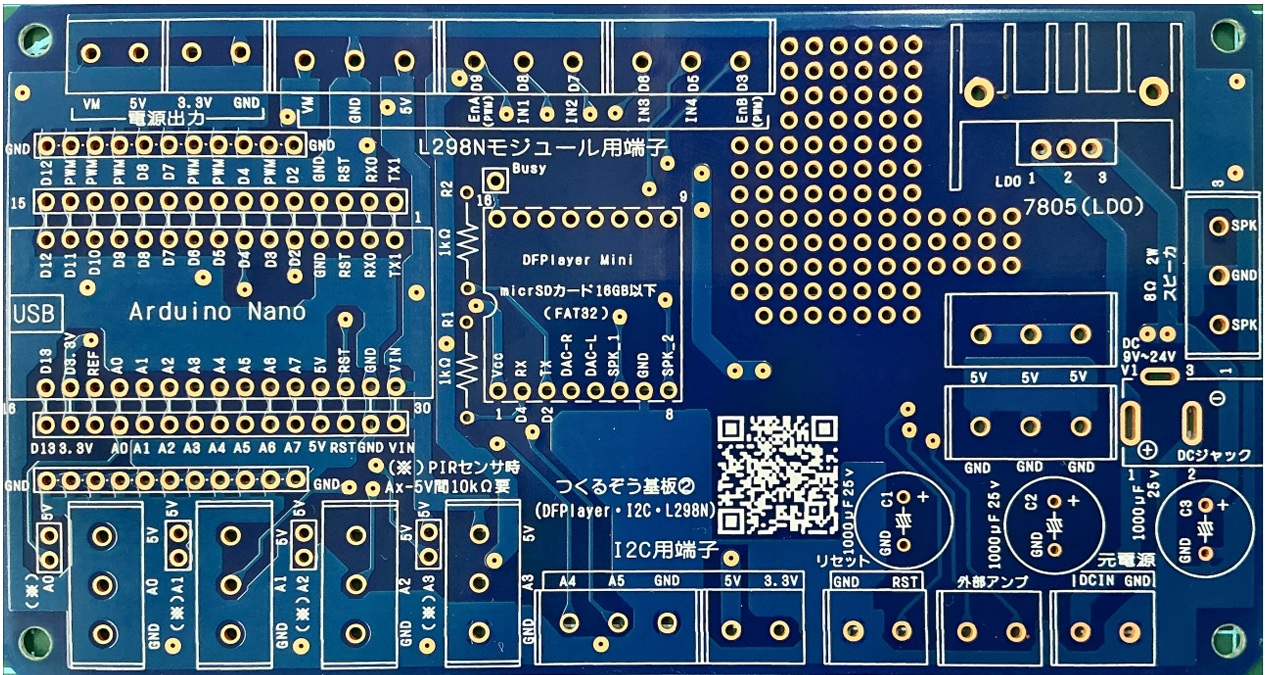 VM 5V 3.3V GND
電源出力
VM GND 5V
D9 D8 D7 D6 D5 D3
EnA (PWM) IN1 IN2 IN3 IN4 EnB (PWM)
L298Nモジュール用端子
GND GND
D12 PWM PWM PWM D8 D7 PWM PWM D4 PWM D2 GND RST RX0 TX1
15 1
D12 D11 D10 D9 D8 D7 D6 D5 D4 D3 D2 GND RST RX0 TX1
USB
Arduino Nano
D13 3.3V REF A0 A1 A2 A3 A4 A5 A6 A7 5V RST GND VIN
16 30
D13 3.3V A0 A1 A2 A3 A4 A5 A6 A7 5V RST GND VIN
GND GND
(※)PIRセンサ時
Ax-5V間10kΩ要
R2
1kΩ
R1
1kΩ
Busy
16 9
DFPlayer Mini
micrSDカード16GB以下
(FAT32)
Vcc RX TX DAC-R DAC-L SPK_1 GND SPK_2
1 D4 D2 8
LDO 1 2 3
7805(LDO)
3
SPK
GND
SPK
1
8Ω 2W
スピーカ
DC
9V~24V
V1 3
5V 5V 5V
GND GND GND
⊖
⊕ DCジャック
1 2
つくるぞう基板②
(DFPlayer・I2C・L298N)
I2C用端子
A4 A5 GND 5V 3.3V
1000μF 25V
C1 +
GND
1000μF 25V
C2 +
GND
1000μF 25V
C3 +
GND
リセット
GND RST
外部アンプ
元電源
DCIN GND
5V
(※)A0
5V
A0
GND
5V
(※)A1
5V
A1
GND
5V
(※)A2
5V
A2
GND
5V
(※)A3
5V
A3
GND